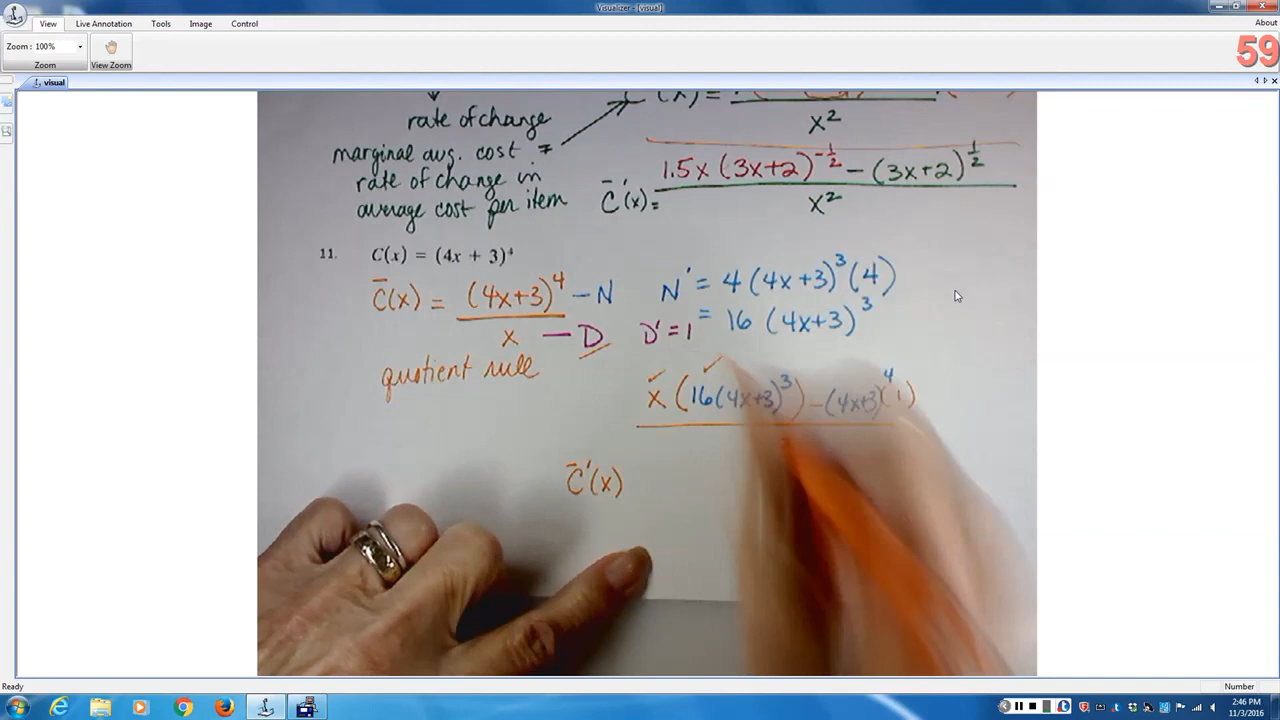 Visualizer - [visual]
View Live Annotation Tools Image Control
About
Zoom : 100%
View Zoom
Zoom
Zoom
59
visual
rate of change
x²
marginal avg. cost =
rate of change in
average cost per item
1.5x (3x+2)^-1/2 − (3x+2)^1/2
C̄'(x) =
x²
11. C(x) = (4x + 3)⁴
C̄(x) = (4x+3)⁴ − N
x — D
N' = 4(4x+3)³(4)
= 16 (4x+3)³
D' = 1
quotient rule
x (16(4x+3)³) − (4x+3)⁴(1)
C̄'(x)
Ready
Number
2:46 PM
11/3/2016